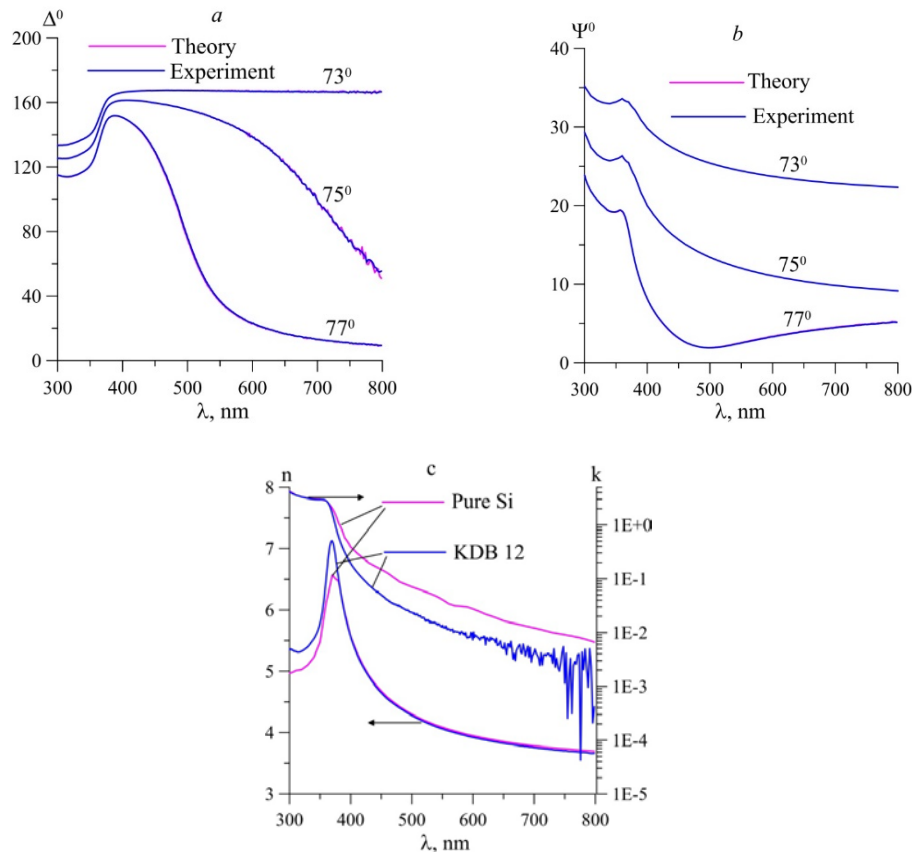 Δ⁰
a
200
160
120
80
40
0
Theory
Experiment
73⁰
75⁰
77⁰
300 400 500 600 700 800
λ, nm
Ψ⁰
b
40
30
20
10
0
Theory
Experiment
73⁰
75⁰
77⁰
300 400 500 600 700 800
λ, nm
n
c
k
8
7
6
5
4
3
Pure Si
KDB 12
1E+0
1E-1
1E-2
1E-3
1E-4
1E-5
300 400 500 600 700 800
λ, nm